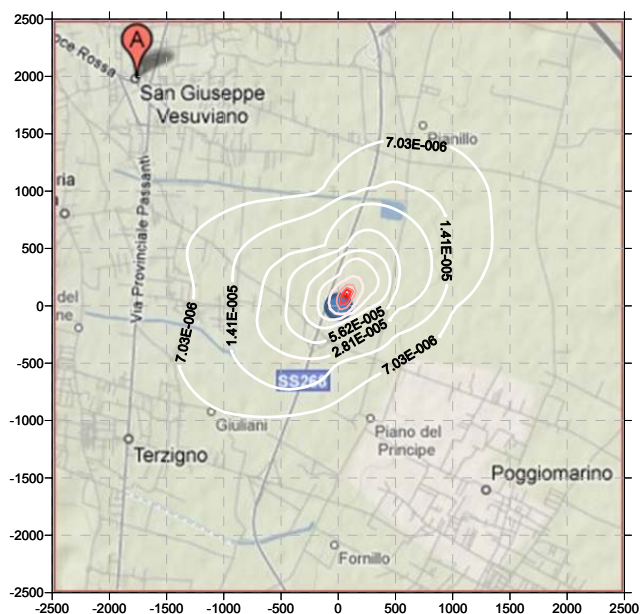 2500
2000
1500
1000
500
0
-500
-1000
-1500
-2000
-2500
-2500 -2000 -1500 -1000 -500 0 500 1000 1500 2000 2500
A
oce Rossa
San Giuseppe
Vesuviano
Pianillo
ria
Via Provinciale Passanti
del
ne
7.03E-006
1.41E-005
7.03E-006
1.41E-005
5.62E-005
2.81E-005
7.03E-006
SS268
Giuliani
Terzigno
Piano del
Principe
Poggiomarino
Fornillo